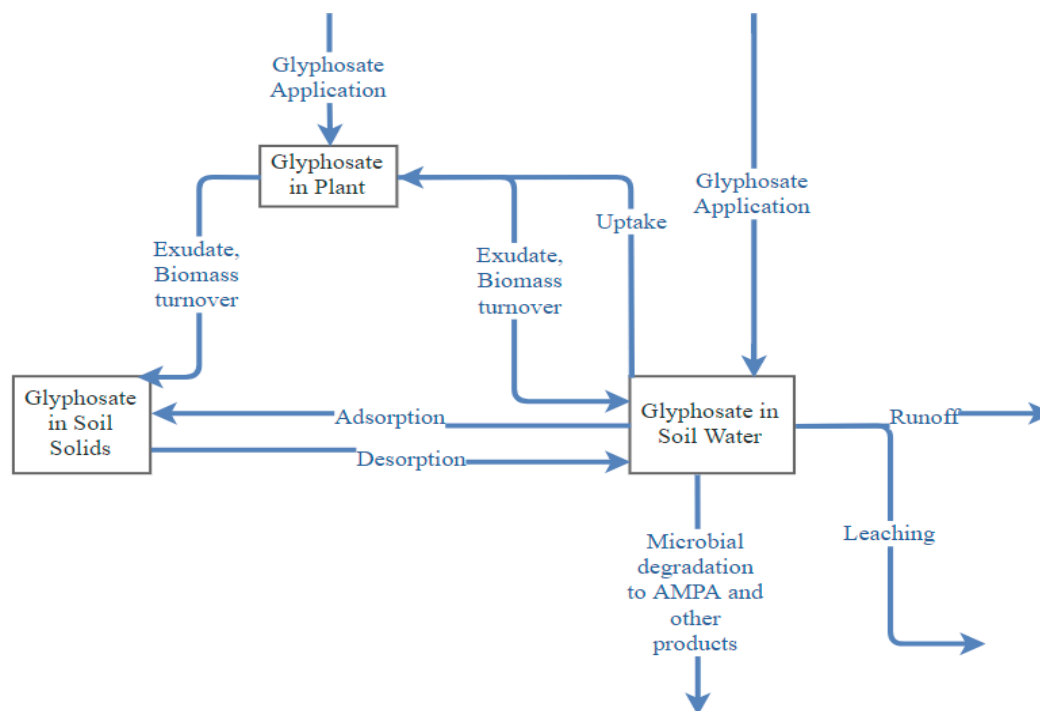 Glyphosate
Application
Glyphosate
in Plant
Glyphosate
Application
Uptake
Exudate,
Biomass
turnover
Exudate,
Biomass
turnover
Glyphosate
in Soil
Solids
Adsorption
Desorption
Glyphosate in
Soil Water
Runoff
Leaching
Microbial
degradation
to AMPA and
other
products